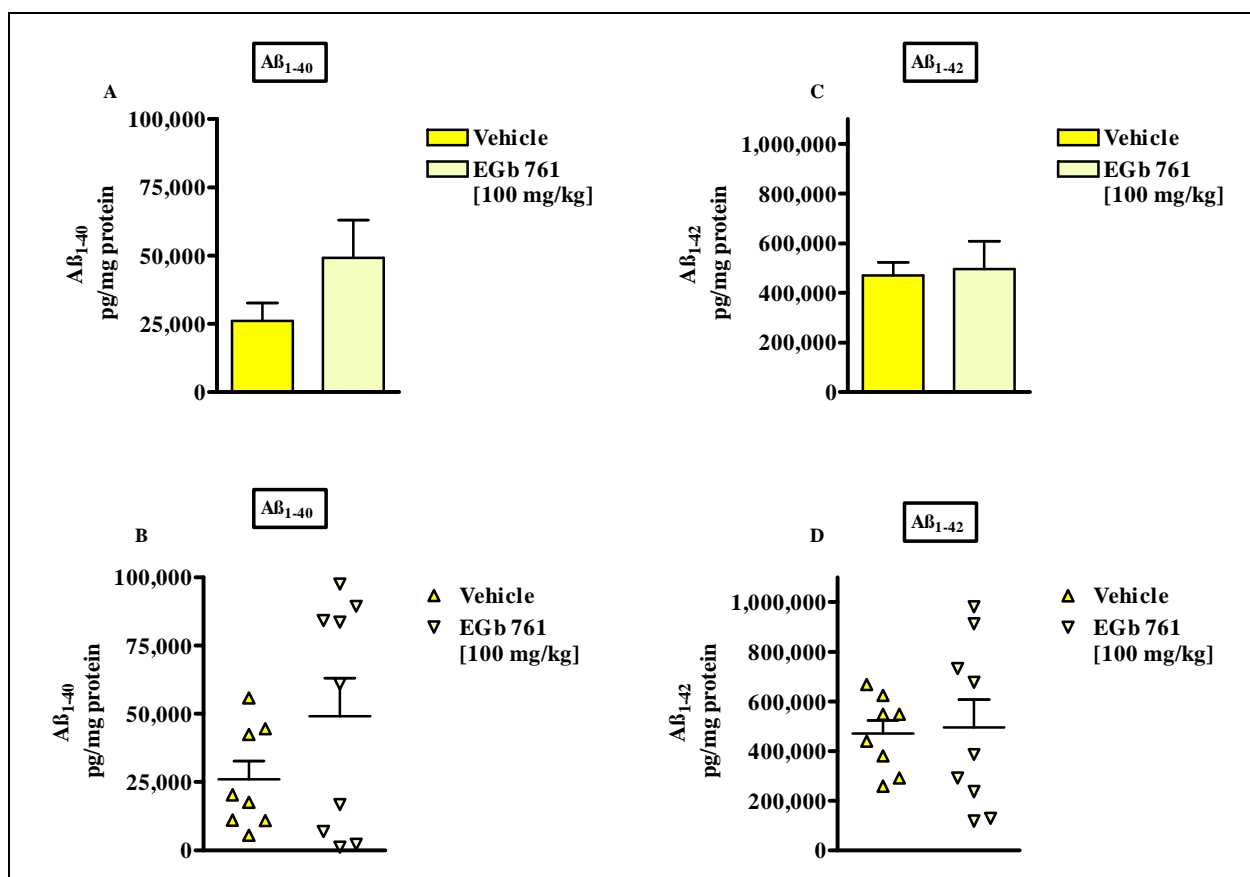 Aß1-40
A
100,000
75,000
50,000
25,000
0
Aß1-40
pg/mg protein
Vehicle
EGb 761
[100 mg/kg]
Aß1-42
C
1,000,000
800,000
600,000
400,000
200,000
0
Aß1-42
pg/mg protein
Vehicle
EGb 761
[100 mg/kg]
Aß1-40
B
100,000
75,000
50,000
25,000
0
Aß1-40
pg/mg protein
Vehicle
EGb 761
[100 mg/kg]
Aß1-42
D
1,000,000
800,000
600,000
400,000
200,000
0
Aß1-42
pg/mg protein
Vehicle
EGb 761
[100 mg/kg]